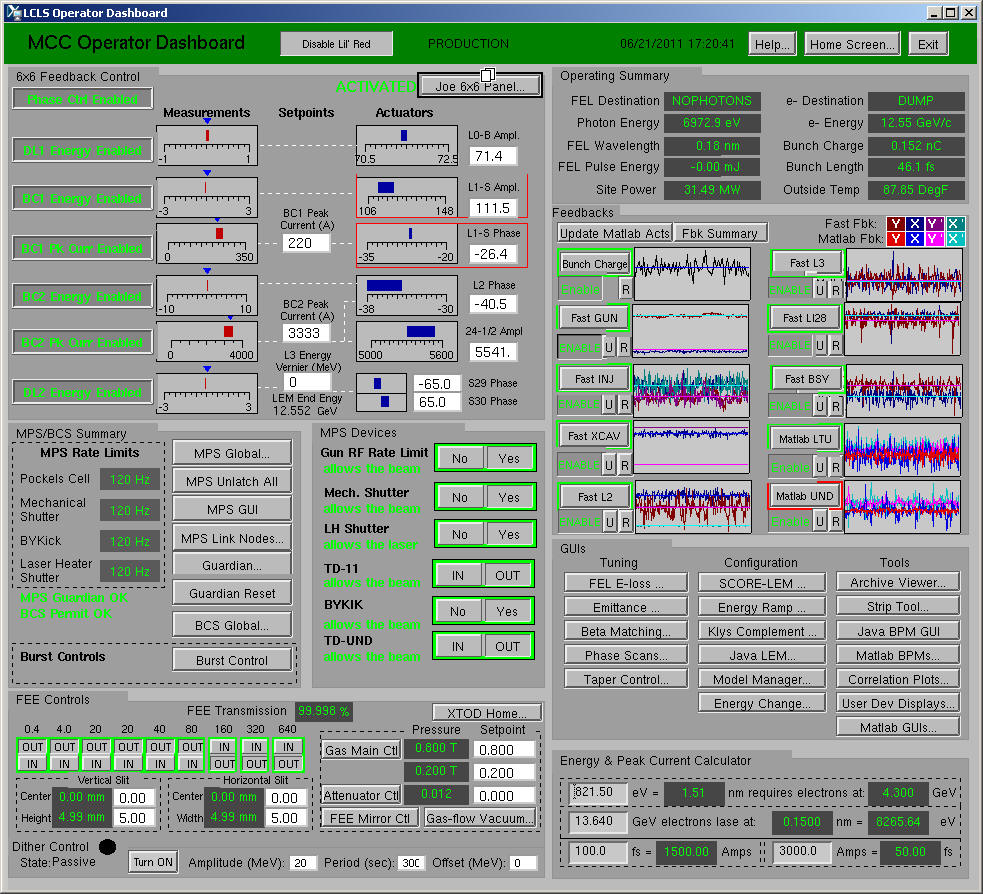 LCLS Operator Dashboard
MCC Operator Dashboard
Disable Lil' Red
PRODUCTION
06/21/2011 17:20:41
Help...
Home Screen...
Exit
6x6 Feedback Control
ACTIVATED
Joe 6x6 Panel...
Phase Ctrl Enabled
Measurements
Setpoints
Actuators
DL1 Energy Enabled
-1 1
70.5 72.5
L0-B Ampl.
71.4
BC1 Energy Enabled
-3 3
106 148
L1-S Ampl.
111.5
BC1 Peak
Current (A)
220
BC1 Pk Curr Enabled
0 350
-35 -20
L1-S Phase
-26.4
BC2 Energy Enabled
-10 10
-38 -30
L2 Phase
-40.5
BC2 Peak
Current (A)
3333
BC2 Pk Curr Enabled
0 4000
5000 5600
24-1/2 Ampl
5541.
L3 Energy
Vernier (MeV)
0
LEM End Engy
12.552 GeV
DL2 Energy Enabled
-3 3
-65.0 S29 Phase
65.0 S30 Phase
Operating Summary
FEL Destination NOPHOTONS e- Destination DUMP
Photon Energy 6972.9 eV e- Energy 12.55 GeV/c
FEL Wavelength 0.18 nm Bunch Charge 0.152 nC
FEL Pulse Energy -0.00 mJ Bunch Length 46.1 fs
Site Power 31.49 MW Outside Temp 87.85 DegF
Feedbacks
Update Matlab Acts
Fbk Summary
Fast Fbk: Y X Y' X'
Matlab Fbk: Y X Y' X'
Bunch Charge
R
Fast L3
U R
Fast GUN
U R
Fast LI28
U R
Fast INJ
U R
Fast BSY
U R
Fast XCAV
U R
Matlab LTU
U R
Fast L2
U R
Matlab UND
U R
MPS/BCS Summary
MPS Rate Limits
Pockels Cell 120 Hz
Mechanical
Shutter 120 Hz
BYKick 120 Hz
Laser Heater
Shutter 120 Hz
MPS Guardian OK
BCS Permit OK
MPS Global...
MPS Unlatch All
MPS GUI
MPS Link Nodes...
Guardian...
Guardian Reset
BCS Global...
Burst Controls
Burst Control
MPS Devices
Gun RF Rate Limit No Yes
allows the beam
Mech. Shutter No Yes
allows the beam
LH Shutter No Yes
allows the laser
TD-11 IN OUT
allows the beam
BYKIK No Yes
allows the beam
TD-UND IN OUT
allows the beam
GUIs
Tuning Configuration Tools
FEL E-loss ... SCORE-LEM ... Archive Viewer...
Emittance ... Energy Ramp ... Strip Tool...
Beta Matching... Klys Complement ... Java BPM GUI
Phase Scans... Java LEM... Matlab BPMs...
Taper Control... Model Manager... Correlation Plots...
Energy Change... User Dev Displays...
Matlab GUIs...
FEE Controls
FEE Transmission 99.998 %
XTOD Home...
0.4 4.0 20 20 40 80 160 320 640
OUT OUT OUT OUT OUT OUT IN IN IN
IN IN IN IN IN IN OUT OUT OUT
Vertical Slit
Center 0.00 mm 0.00
Height 4.99 mm 5.00
Horizontal Slit
Center 0.00 mm 0.00
Width 4.99 mm 5.00
Pressure Setpoint
Gas Main Ctl 0.800 T 0.800
0.200 T 0.200
Attenuator Ctl 0.012 0.000
FEE Mirror Ctl
Gas-flow Vacuum...
Dither Control
State:Passive
Turn ON
Amplitude (MeV): 20 Period (sec): 300 Offset (MeV): 0
Energy & Peak Current Calculator
821.50 eV = 1.51 nm requires electrons at: 4.300 GeV
13.640 GeV electrons lase at: 0.1500 nm = 8265.64 eV
100.0 fs = 1500.00 Amps
3000.0 Amps = 50.00 fs